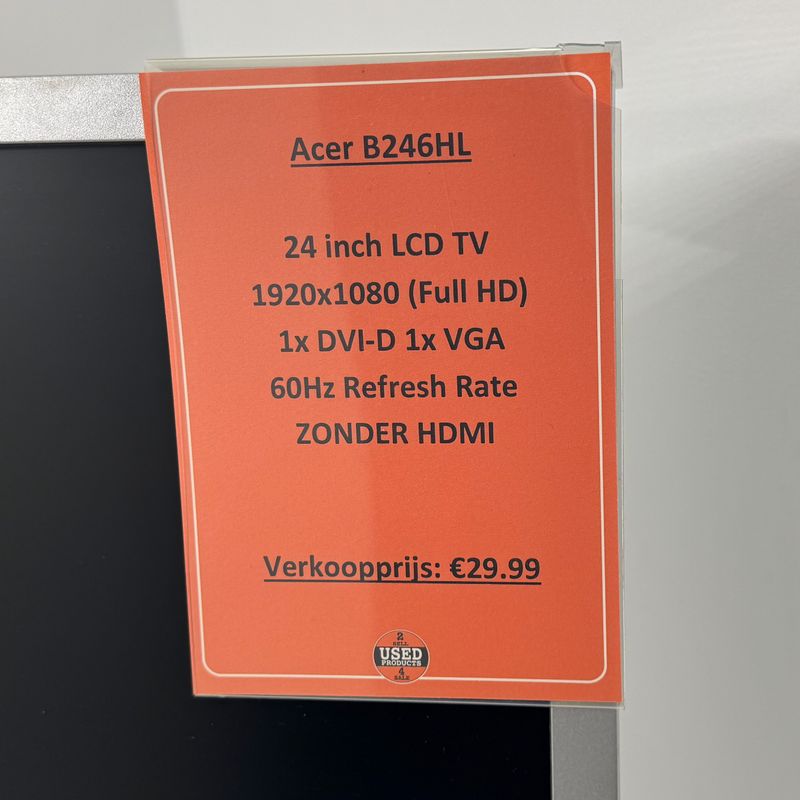 Acer B246HL
24 inch LCD TV
1920x1080 (Full HD)
1x DVI-D 1x VGA
60Hz Refresh Rate
ZONDER HDMI
Verkoopprijs: €29.99
2
SELL
USED
PRODUCTS
4
SALE